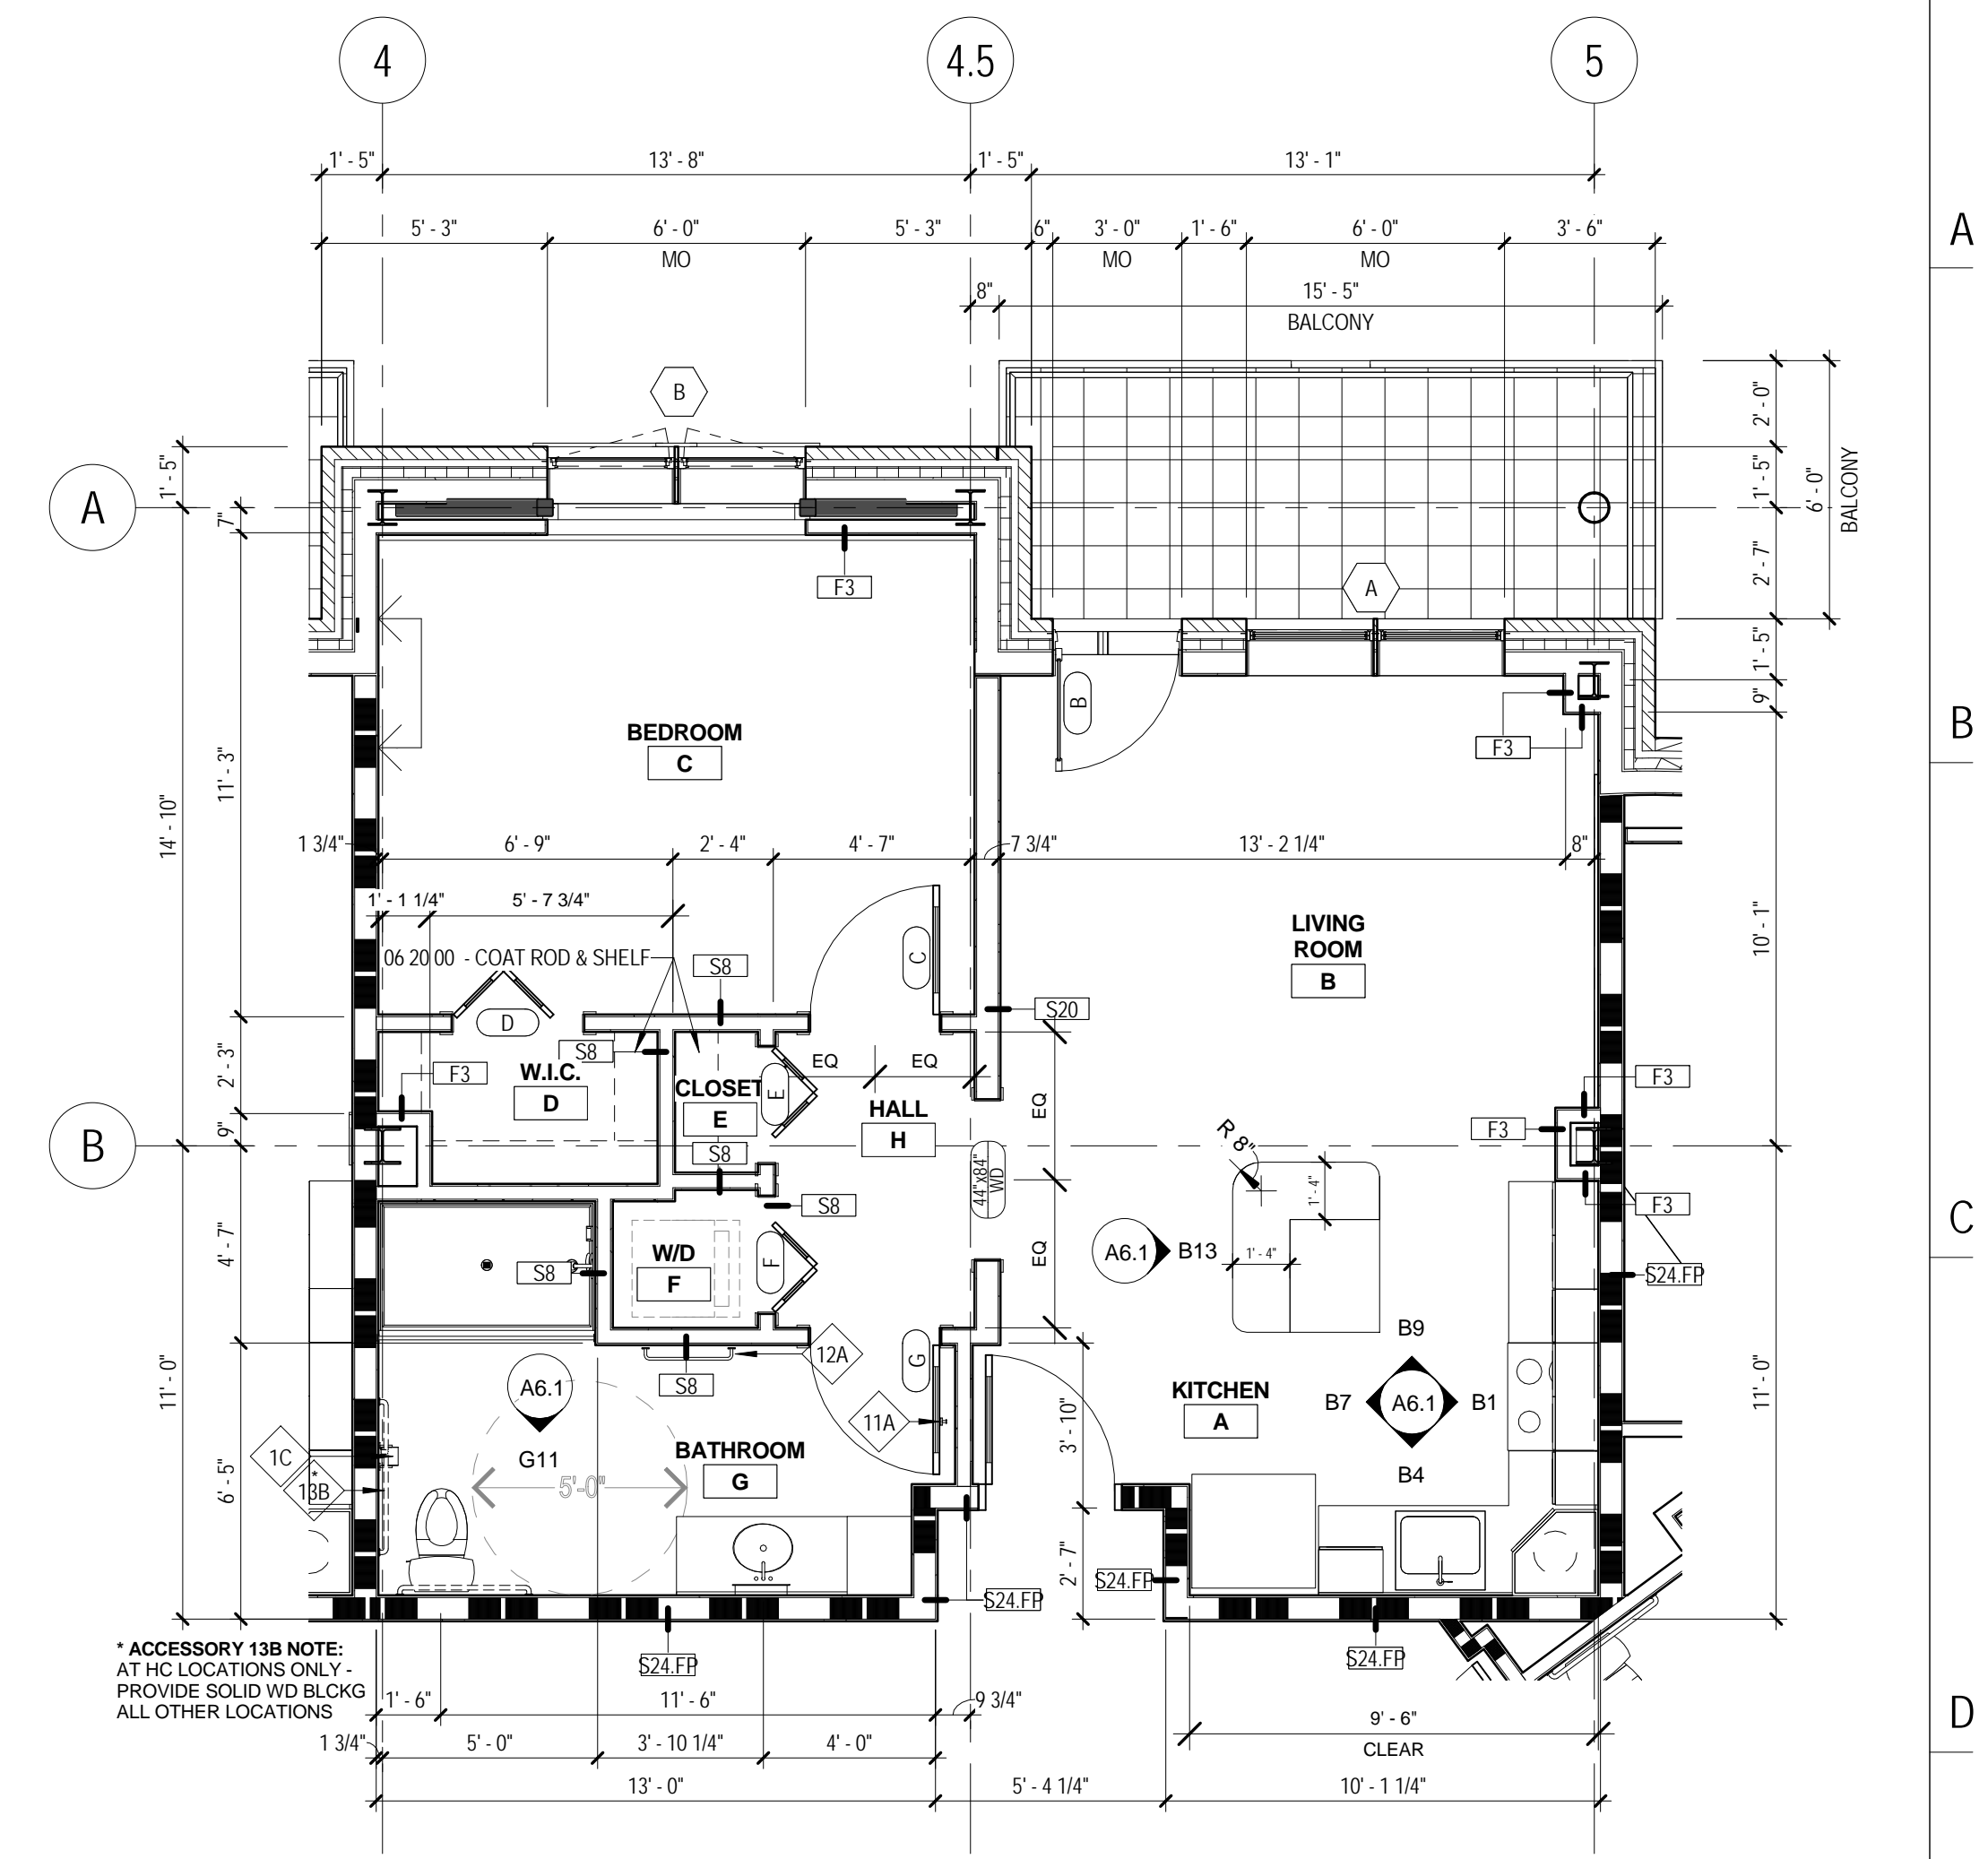 4
4.5
5
1' - 5"
13' - 8"
1' - 5"
13' - 1"
A
5' - 3"
6' - 0"
5' - 3"
6"
3' - 0"
1' - 6"
6' - 0"
3' - 6"
MO
MO
MO
8"
15' - 5"
BALCONY
B
2' - 0"
1' - 5"
1' - 5"
6' - 0"
BALCONY
A
7"
2' - 7"
F3
A
1' - 5"
9"
B
BEDROOM
C
B
F3
11' - 3"
14' - 10"
1 3/4"
6' - 9"
2' - 4"
4' - 7"
7 3/4"
13' - 2 1/4"
8"
1' - 1 1/4"
5' - 7 3/4"
LIVING
ROOM
B
10' - 1"
06 20 00 - COAT ROD & SHELF
S8
C
S20
D
S8
EQ
EQ
2' - 3"
F3
W.I.C.
D
CLOSET
E
E
HALL
H
EQ
F3
F3
9"
B
S8
44"x84"
WD
R 8"
1' - 4"
S8
F3
C
4' - 7"
W/D
F
F
S8
EQ
A6.1
B13
1' - 4"
S24.FP
B9
12A
G
S8
A6.1
G11
11A
KITCHEN
A
B7
A6.1
B1
B4
11' - 0"
11' - 0"
3' - 10"
1C
*
13B
6' - 5"
BATHROOM
G
5'-0"
2' - 7"
S24.FP
S24.FP
S24.FP
S24.FP
* ACCESSORY 13B NOTE:
AT HC LOCATIONS ONLY -
PROVIDE SOLID WD BLCKG
ALL OTHER LOCATIONS
1' - 6"
11' - 6"
9 3/4"
9' - 6"
CLEAR
D
1 3/4"
5' - 0"
3' - 10 1/4"
4' - 0"
13' - 0"
5' - 4 1/4"
10' - 1 1/4"